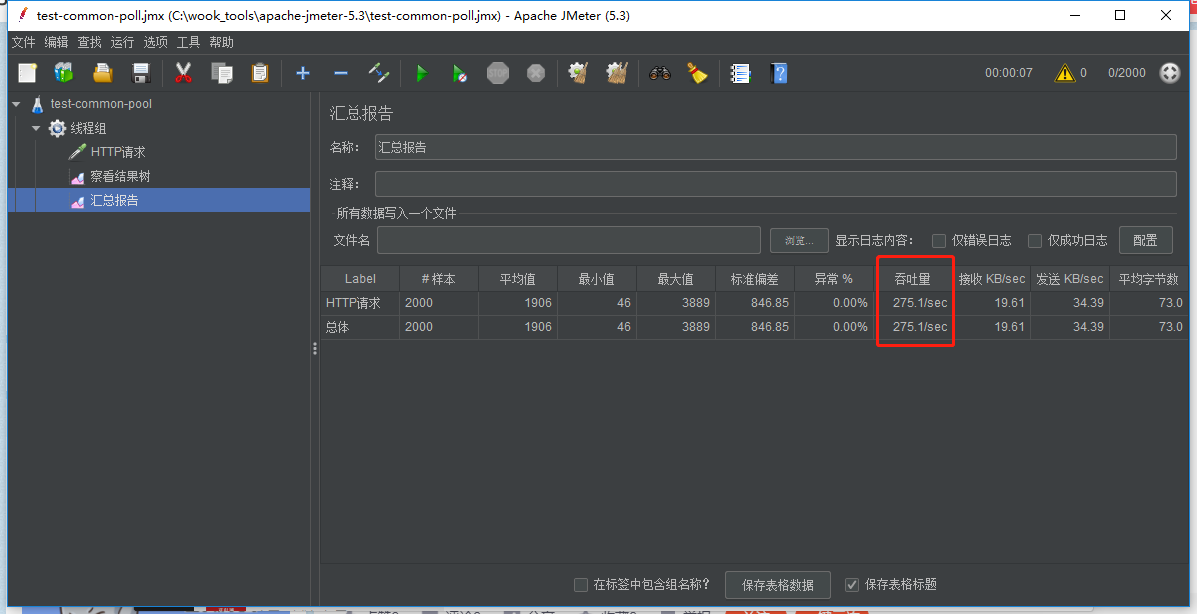 test-common-poll.jmx (C:\wook_tools\apache-jmeter-5.3\test-common-poll.jmx) - Apache JMeter (5.3)
文件 编辑 查找 运行 选项 工具 帮助
STOP 00:00:07 0 0/2000
test-common-pool
线程组
HTTP请求
察看结果树
汇总报告
汇总报告
名称: 汇总报告
注释:
所有数据写入一个文件
文件名 浏览... 显示日志内容: 仅错误日志 仅成功日志 配置
Label # 样本 平均值 最小值 最大值 标准偏差 异常 % 吞吐量 接收 KB/sec 发送 KB/sec 平均字节数
HTTP请求 2000 1906 46 3889 846.85 0.00% 275.1/sec 19.61 34.39 73.0
总体 2000 1906 46 3889 846.85 0.00% 275.1/sec 19.61 34.39 73.0
在标签中包含组名称? 保存表格数据 保存表格标题